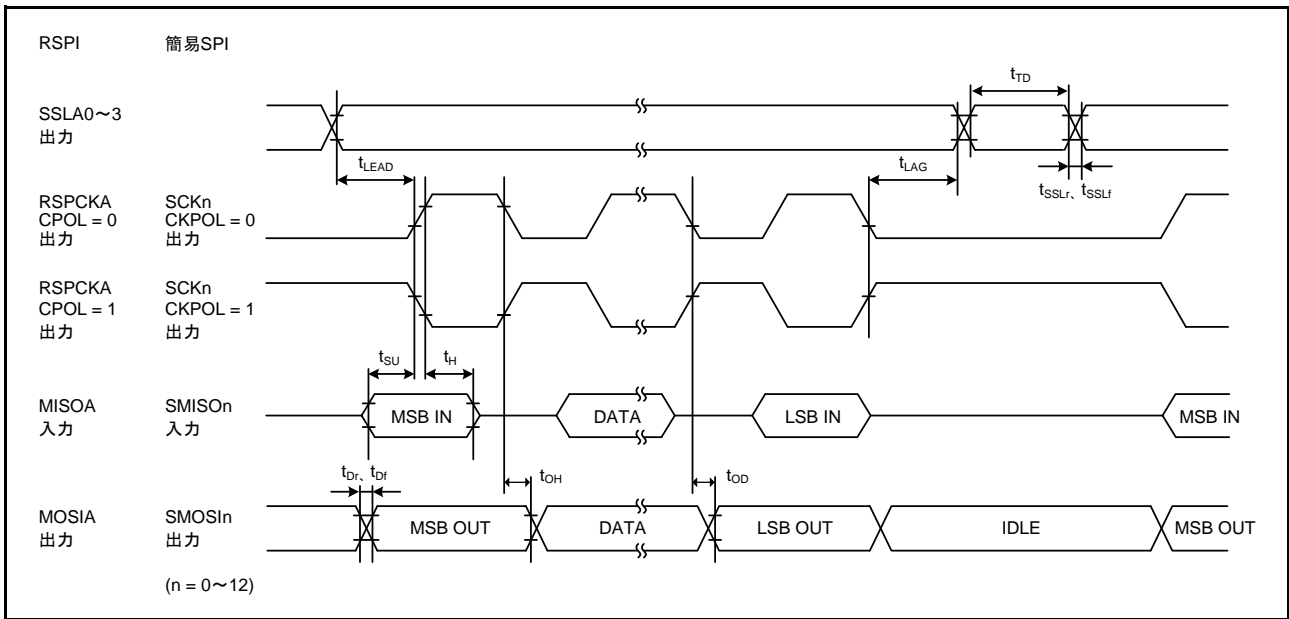 RSPI 簡易SPI
tTD
SSLA0～3
出力
tLEAD
tLAG
tSSLr、tSSLf
RSPCKA SCKn
CPOL = 0 CKPOL = 0
出力 出力
RSPCKA SCKn
CPOL = 1 CKPOL = 1
出力 出力
tSU tH
MISOA SMISOn
入力 入力
MSB IN DATA LSB IN MSB IN
tDr、tDf tOH tOD
MOSIA SMOSIn
出力 出力
MSB OUT DATA LSB OUT IDLE MSB OUT
(n = 0～12)